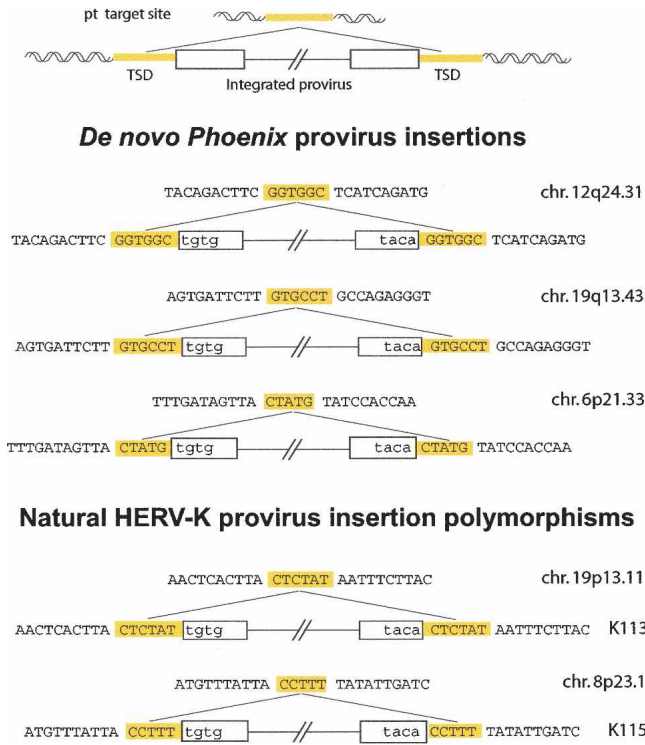 pt target site
TSD
TSD
Integrated provirus
De novo Phoenix provirus insertions
TACAGACTTC GGTGGC TCATCAGATG chr.12q24.31
TACAGACTTC GGTGGC tgtg taca GGTGGC TCATCAGATG
AGTGATTCTT GTGCCT GCCAGAGGGT chr.19q13.43
AGTGATTCTT GTGCCT tgtg taca GTGCCT GCCAGAGGGT
TTTGATAGTTA CTATG TATCCACCAA chr.6p21.33
TTTGATAGTTA CTATG tgtg taca CTATG TATCCACCAA
Natural HERV-K provirus insertion polymorphisms
AACTCACTTA CTCTAT AATTTCTTAC chr.19p13.11
AACTCACTTA CTCTAT tgtg taca CTCTAT AATTTCTTAC K113
ATGTTTATTA CCTTT TATATTGATC chr.8p23.1
ATGTTTATTA CCTTT tgtg taca CCTTT TATATTGATC K115